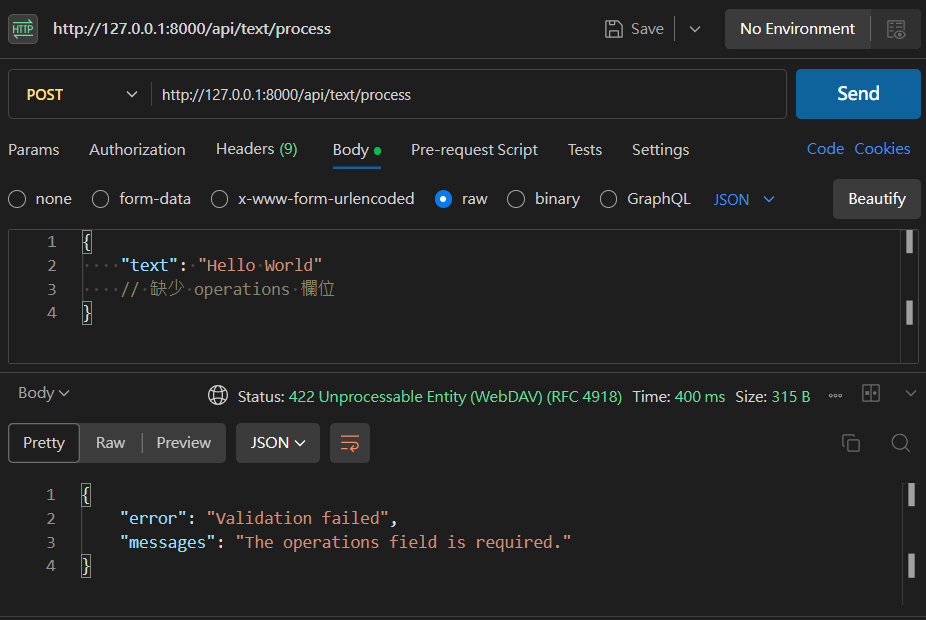 HTTP http://127.0.0.1:8000/api/text/process Save No Environment
POST http://127.0.0.1:8000/api/text/process Send
Params Authorization Headers (9) Body Pre-request Script Tests Settings Code Cookies
none form-data x-www-form-urlencoded raw binary GraphQL JSON Beautify
1 {
2 "text": "Hello World"
3 // 缺少 operations 欄位
4 }
Body Status: 422 Unprocessable Entity (WebDAV) (RFC 4918) Time: 400 ms Size: 315 B
Pretty Raw Preview JSON
1 {
2 "error": "Validation failed",
3 "messages": "The operations field is required."
4 }